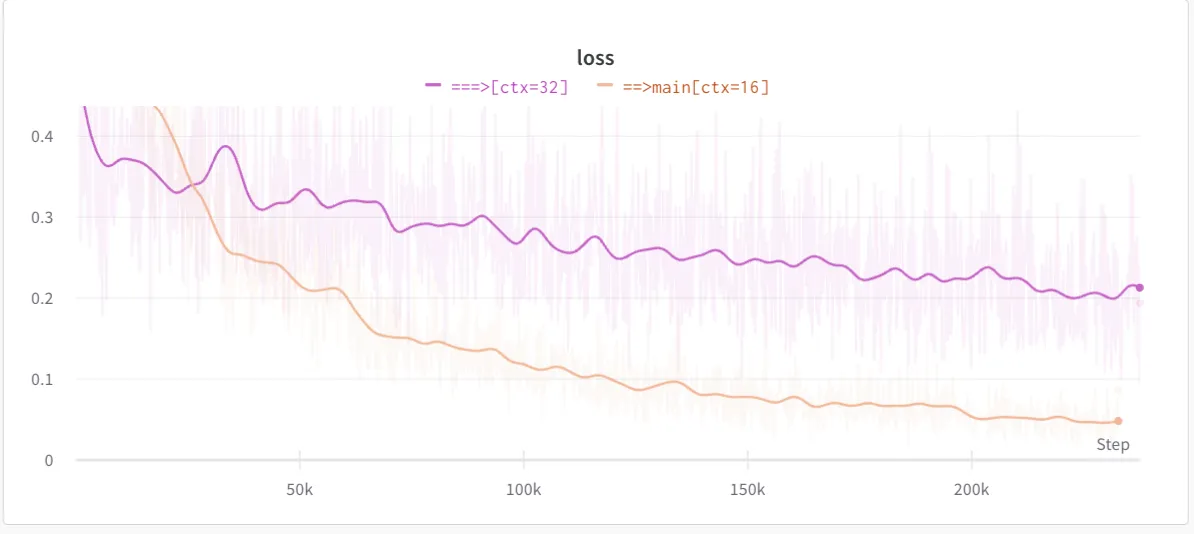 loss
===>[ctx=32] ==>main[ctx=16]
0.4
0.3
0.2
0.1
0
Step
50k 100k 150k 200k